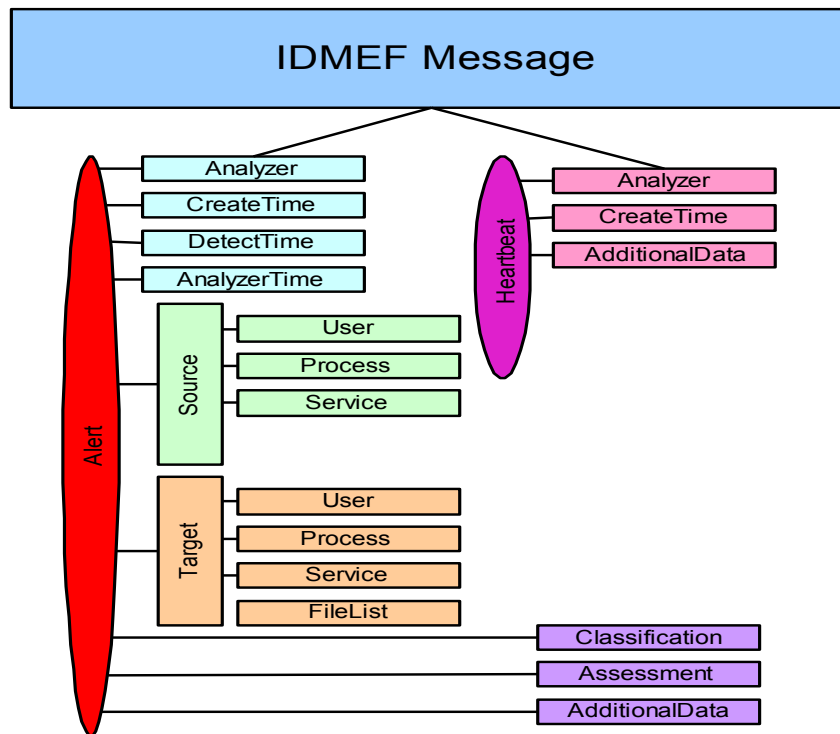 IDMEF Message
Alert
Analyzer
CreateTime
DetectTime
AnalyzerTime
Source
User
Process
Service
Target
User
Process
Service
FileList
Classification
Assessment
AdditionalData
Heartbeat
Analyzer
CreateTime
AdditionalData